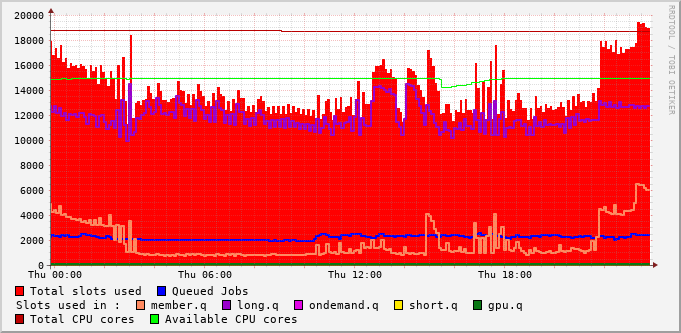 20000
18000
16000
14000
12000
10000
8000
6000
4000
2000
0
Thu 00:00 Thu 06:00 Thu 12:00 Thu 18:00
RRDTOOL / TOBI OETIKER
Total slots used Queued Jobs
Slots used in : member.q long.q ondemand.q short.q gpu.q
Total CPU cores Available CPU cores